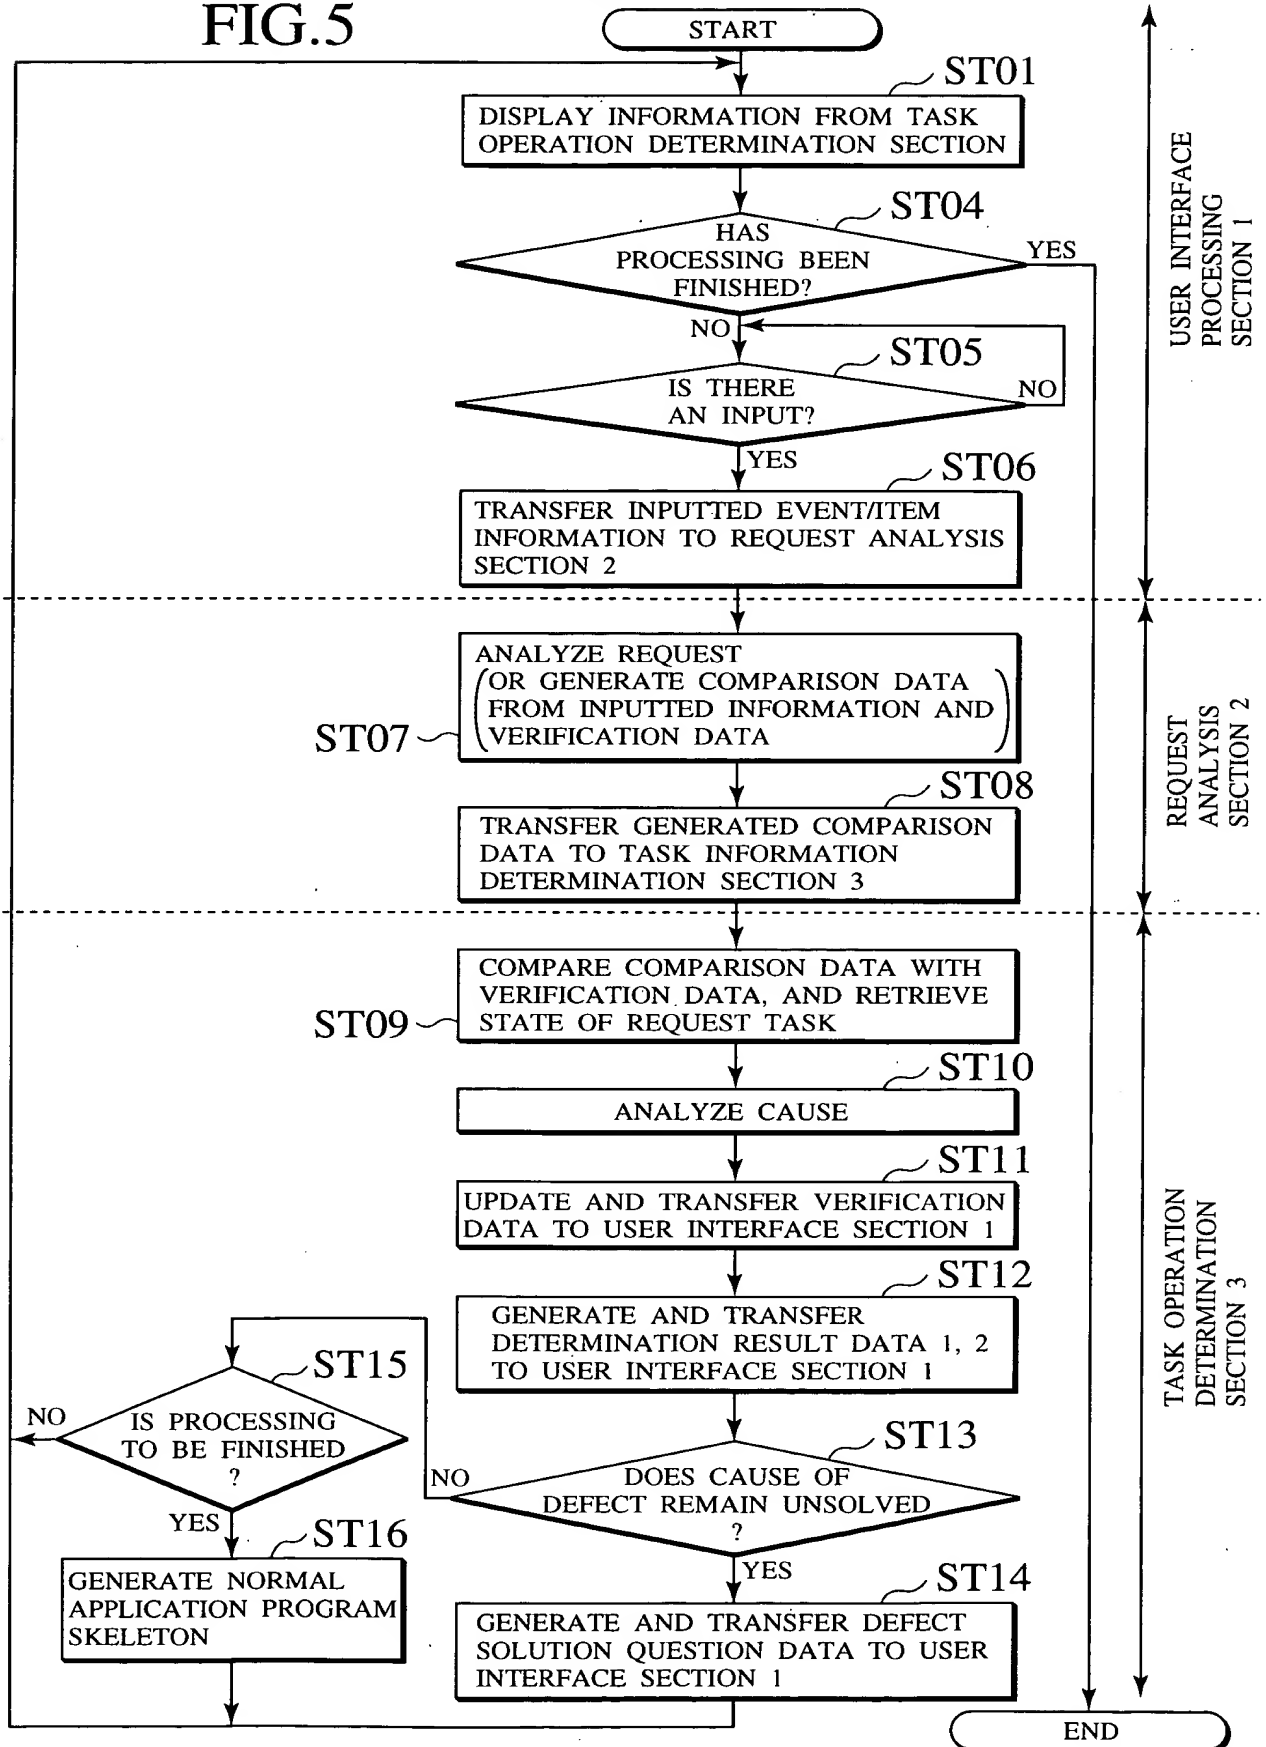 FIG.5
START
ST01
DISPLAY INFORMATION FROM TASK
OPERATION DETERMINATION SECTION
ST04
HAS
PROCESSING BEEN
FINISHED?
YES
NO
ST05
IS THERE
AN INPUT?
NO
YES
ST06
TRANSFER INPUTTED EVENT/ITEM
INFORMATION TO REQUEST ANALYSIS
SECTION 2
USER INTERFACE
PROCESSING
SECTION 1
ANALYZE REQUEST
(OR GENERATE COMPARISON DATA
FROM INPUTTED INFORMATION AND
VERIFICATION DATA)
ST07
ST08
TRANSFER GENERATED COMPARISON
DATA TO TASK INFORMATION
DETERMINATION SECTION 3
REQUEST
ANALYSIS
SECTION 2
COMPARE COMPARISON DATA WITH
VERIFICATION DATA, AND RETRIEVE
STATE OF REQUEST TASK
ST09
ST10
ANALYZE CAUSE
ST11
UPDATE AND TRANSFER VERIFICATION
DATA TO USER INTERFACE SECTION 1
ST12
GENERATE AND TRANSFER
DETERMINATION RESULT DATA 1, 2
TO USER INTERFACE SECTION 1
ST13
DOES CAUSE OF
DEFECT REMAIN UNSOLVED
?
NO
YES
ST14
GENERATE AND TRANSFER DEFECT
SOLUTION QUESTION DATA TO USER
INTERFACE SECTION 1
ST15
IS PROCESSING
TO BE FINISHED
?
NO
YES
ST16
GENERATE NORMAL
APPLICATION PROGRAM
SKELETON
TASK OPERATION
DETERMINATION
SECTION 3
END